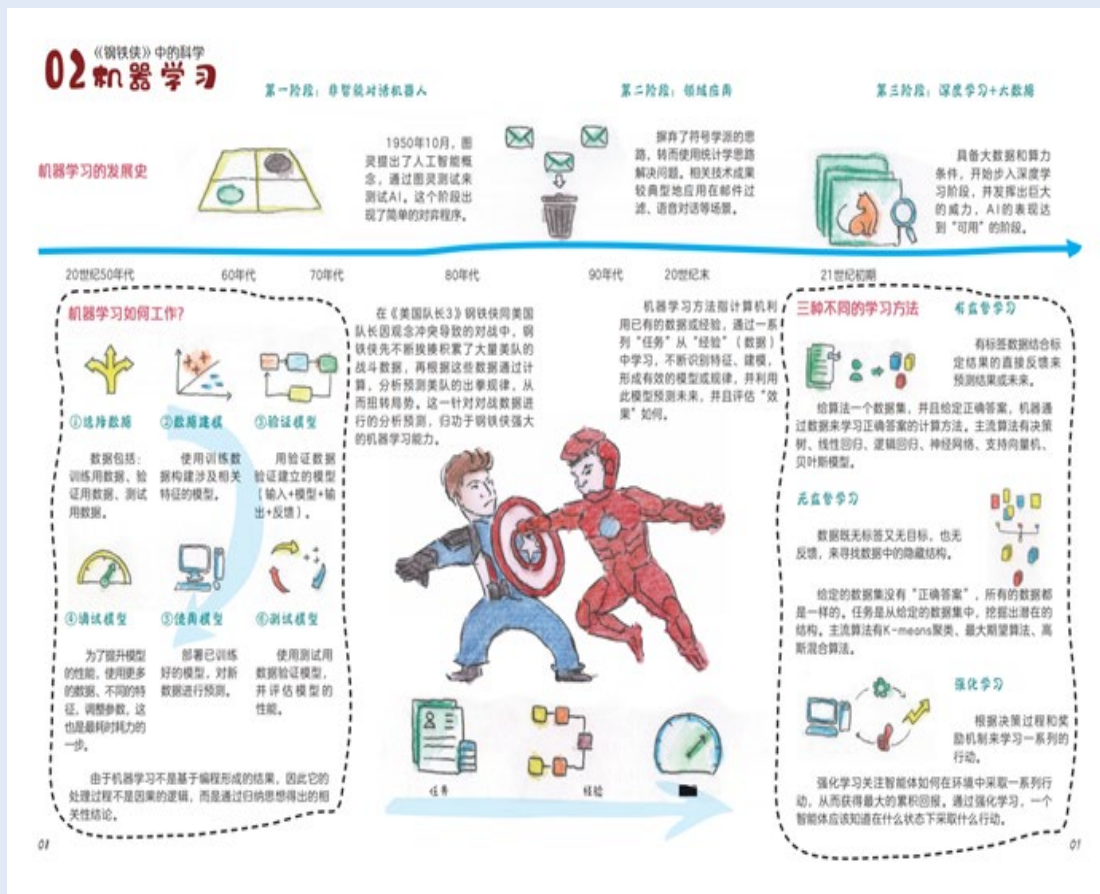 02
《钢铁侠》中的科学
机器学习
第一阶段：非智能对话机器人
第二阶段：领域应用
第三阶段：深度学习+大数据
机器学习的发展史
1950年10月，图
灵提出了人工智能概
念，通过图灵测试来
测试AI。这个阶段出
现了简单的对弈程序。
摒弃了符号学派的思
路，转而使用统计学思路
解决问题。相关技术成果
较典型地应用在邮件过
滤、语音对话等场景。
具备大数据和算力
条件，开始步入深度学
习阶段，并发挥出巨大
的威力，AI的表现达
到“可用”的阶段。
20世纪50年代
60年代
70年代
80年代
90年代
20世纪末
21世纪初期
机器学习如何工作？
①选择数据
数据包括：
训练用数据、验
证用数据、测试
用数据。
②数据建模
使用训练数
据构建涉及相关
特征的模型。
③验证模型
用验证数据
验证建立的模型
（输入+模型+输
出+反馈）。
④调试模型
为了提升模型
的性能，使用更多
的数据、不同的特
征，调整参数，这
也是最耗时耗力的
一步。
⑤使用模型
部署已训练
好的模型，对新
数据进行预测。
⑥测试模型
使用测试用
数据验证模型，
并评估模型的
性能。
由于机器学习不是基于编程形成的结果，因此它的
处理过程不是因果的逻辑，而是通过归纳思想得出的相
关性结论。
在《美国队长3》钢铁侠同美国
队长因观念冲突导致的对战中，钢
铁侠先不断挨揍积累了大量美队的
战斗数据，再根据这些数据通过计
算，分析预测美队的出拳规律，从
而扭转局势。这一针对对战数据进
行的分析预测，归功于钢铁侠强大
的机器学习能力。
机器学习方法指计算机利
用已有的数据或经验，通过一系
列“任务”从“经验”（数据）
中学习，不断识别特征、建模，
形成有效的模型或规律，并利用
此模型预测未来，并且评估“效
果”如何。
任务
经验
三种不同的学习方法
有监督学习
有标签数据结合标
定结果的直接反馈来
预测结果或未来。
给算法一个数据集，并且给定正确答案，机器通
过数据来学习正确答案的计算方法。主流算法有决策
树、线性回归、逻辑回归、神经网络、支持向量机、
贝叶斯模型。
无监督学习
数据既无标签又无目标，也无
反馈，来寻找数据中的隐藏结构。
给定的数据集没有“正确答案”，所有的数据都
是一样的。任务是从给定的数据集中，挖掘出潜在的
结构。主流算法有K-means聚类、最大期望算法、高
斯混合算法。
强化学习
根据决策过程和奖
励机制来学习一系列的
行动。
强化学习关注智能体如何在环境中采取一系列行
动，从而获得最大的累积回报。通过强化学习，一个
智能体应该知道在什么状态下采取什么行动。